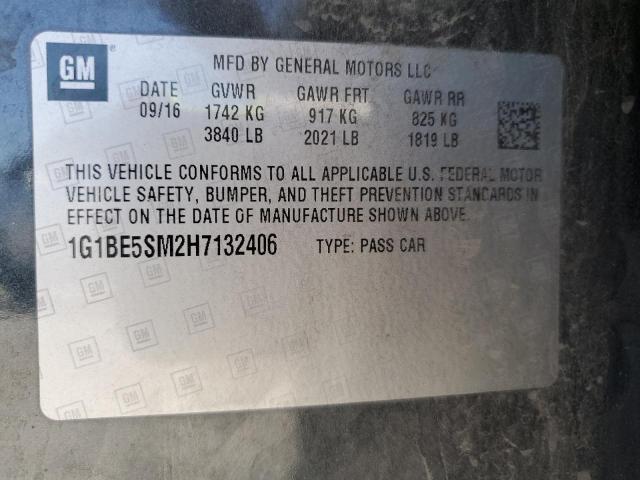 GM
MFD BY GENERAL MOTORS LLC
DATE GVWR GAWR FRT GAWR RR
09/16 1742 KG 917 KG 825 KG
3840 LB 2021 LB 1819 LB
THIS VEHICLE CONFORMS TO ALL APPLICABLE U.S. FEDERAL MOTOR
VEHICLE SAFETY, BUMPER, AND THEFT PREVENTION STANDARDS IN
EFFECT ON THE DATE OF MANUFACTURE SHOWN ABOVE.
1G1BE5SM2H7132406 TYPE: PASS CAR